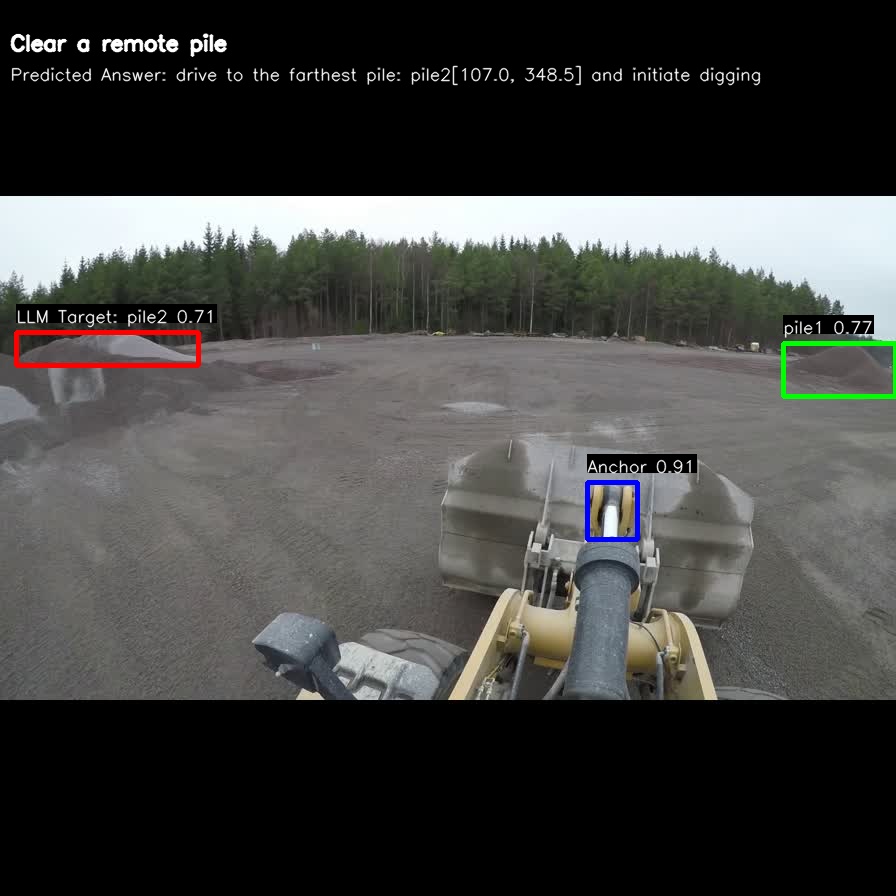 Clear a remote pile
Predicted Answer: drive to the farthest pile: pile2[107.0, 348.5] and initiate digging
LLM Target: pile2 0.71
pile1 0.77
Anchor 0.91